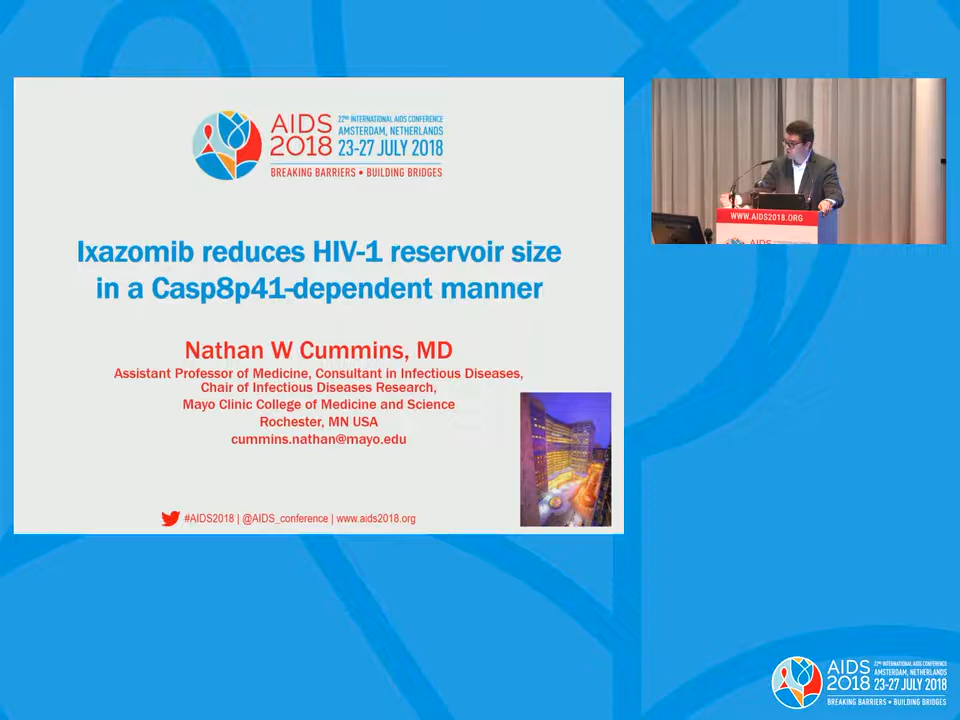 AIDS
2018
22ND INTERNATIONAL AIDS CONFERENCE
AMSTERDAM, NETHERLANDS
23-27 JULY 2018
BREAKING BARRIERS • BUILDING BRIDGES
Ixazomib reduces HIV-1 reservoir size
in a Casp8p41-dependent manner
Nathan W Cummins, MD
Assistant Professor of Medicine, Consultant in Infectious Diseases,
Chair of Infectious Diseases Research,
Mayo Clinic College of Medicine and Science
Rochester, MN USA
cummins.nathan@mayo.edu
#AIDS2018 | @AIDS_conference | www.aids2018.org
WWW.AIDS2018.ORG
AIDS
AIDS
2018
22ND INTERNATIONAL AIDS CONFERENCE
AMSTERDAM, NETHERLANDS
23-27 JULY 2018
BREAKING BARRIERS • BUILDING BRIDGES